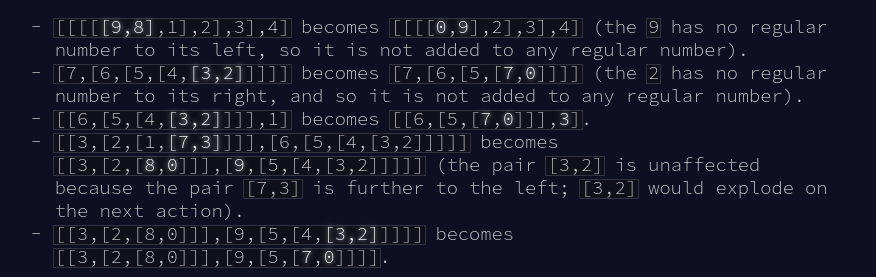 - [[[[[9,8],1],2],3],4] becomes [[[[0,9],2],3],4] (the 9 has no regular
number to its left, so it is not added to any regular number).
- [7,[6,[5,[4,[3,2]]]]] becomes [7,[6,[5,[7,0]]]] (the 2 has no regular
number to its right, and so it is not added to any regular number).
- [[6,[5,[4,[3,2]]]],1] becomes [[6,[5,[7,0]]],3].
- [[3,[2,[1,[7,3]]]],[6,[5,[4,[3,2]]]]] becomes
[[3,[2,[8,0]]],[9,[5,[4,[3,2]]]]] (the pair [3,2] is unaffected
because the pair [7,3] is further to the left; [3,2] would explode on
the next action).
- [[3,[2,[8,0]]],[9,[5,[4,[3,2]]]]] becomes
[[3,[2,[8,0]]],[9,[5,[7,0]]]].